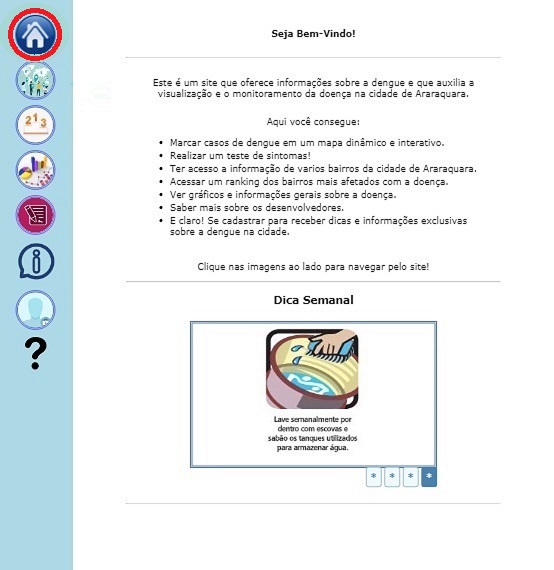 Seja Bem-Vindo!
Este é um site que oferece informações sobre a dengue e que auxilia a
visualização e o monitoramento da doença na cidade de Araraquara.
Aqui você consegue:
• Marcar casos de dengue em um mapa dinâmico e interativo.
• Realizar um teste de sintomas!
• Ter acesso a informação de varios bairros da cidade de Araraquara.
• Acessar um ranking dos bairros mais afetados com a doença.
• Ver gráficos e informações gerais sobre a doença.
• Saber mais sobre os desenvolvedores.
• E claro! Se cadastrar para receber dicas e informações exclusivas
sobre a dengue na cidade.
Clique nas imagens ao lado para navegar pelo site!
Dica Semanal
Lave semanalmente por
dentro com escovas e
sabão os tanques utilizados
para armazenar água.
* * * *
2 1 3
i
?